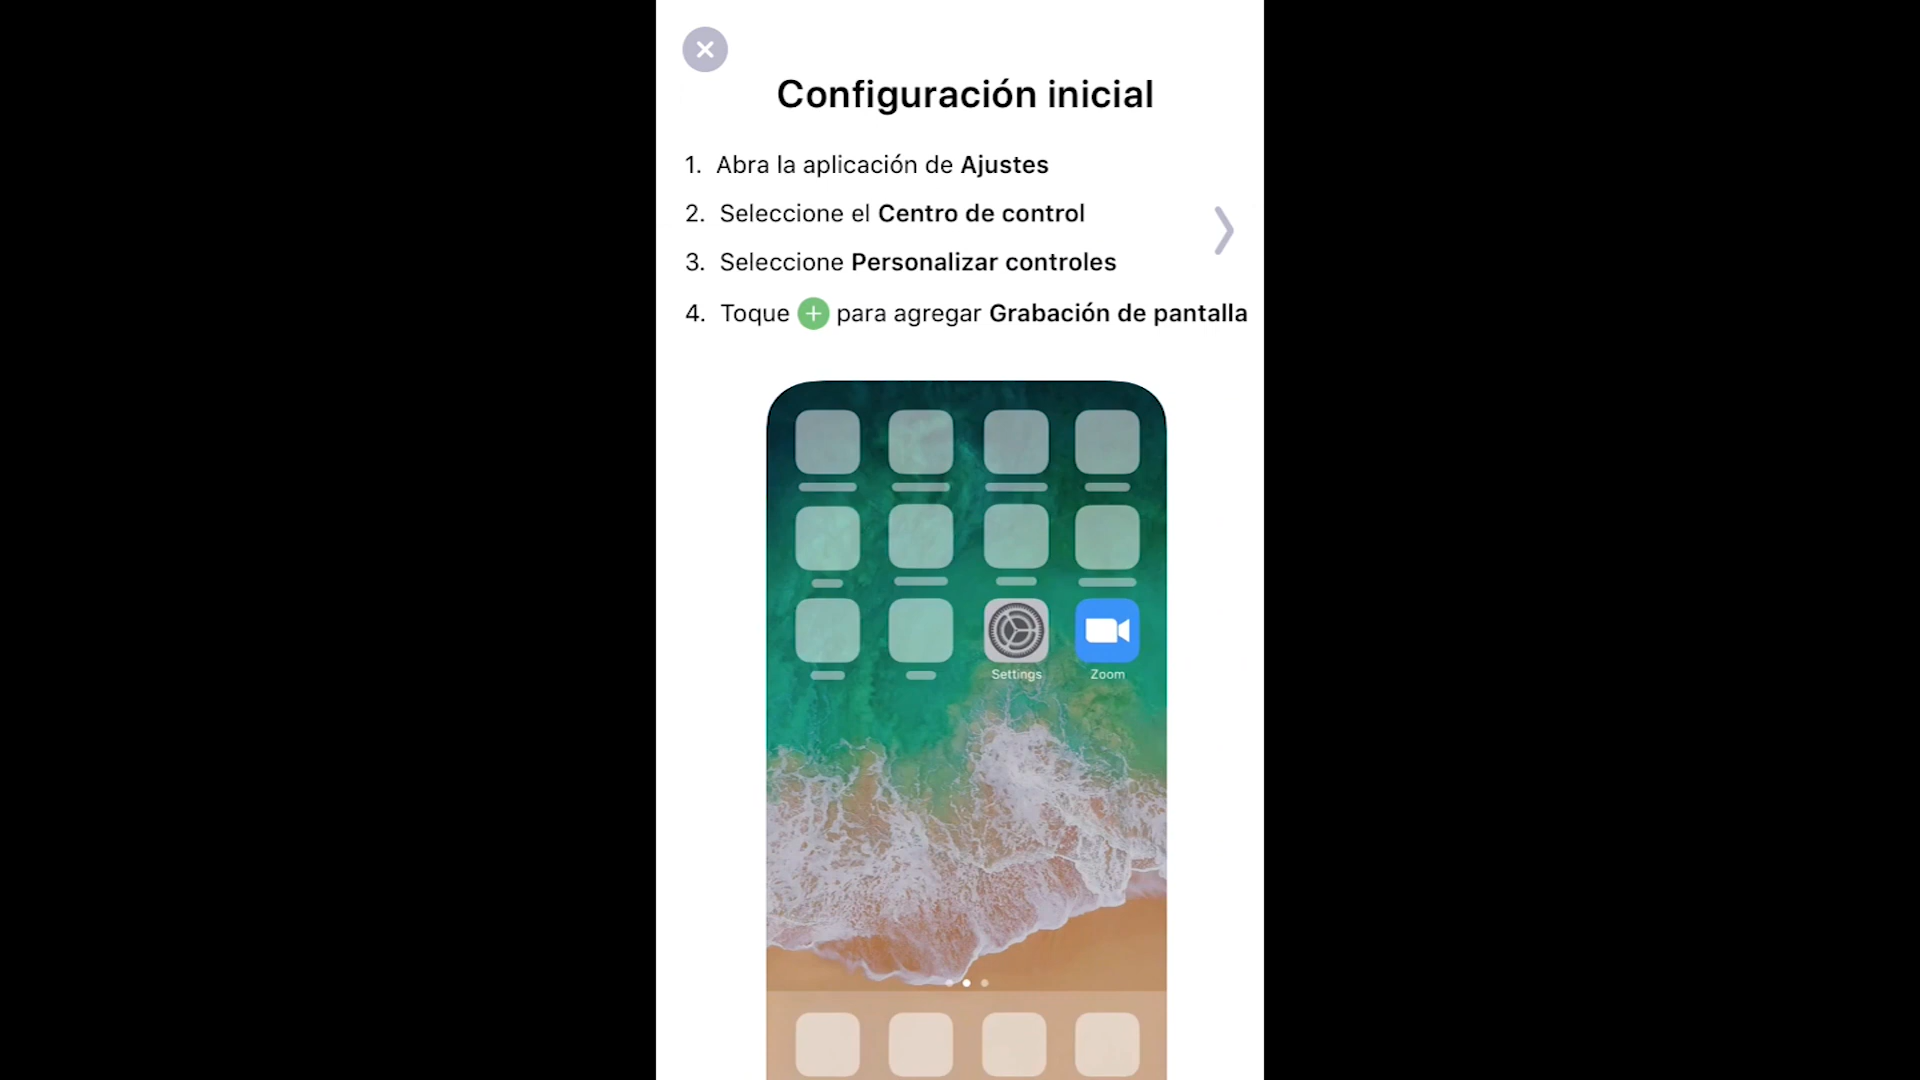 Configuración inicial
1. Abra la aplicación de Ajustes
2. Seleccione el Centro de control
3. Seleccione Personalizar controles
4. Toque + para agregar Grabación de pantalla
Settings
Zoom